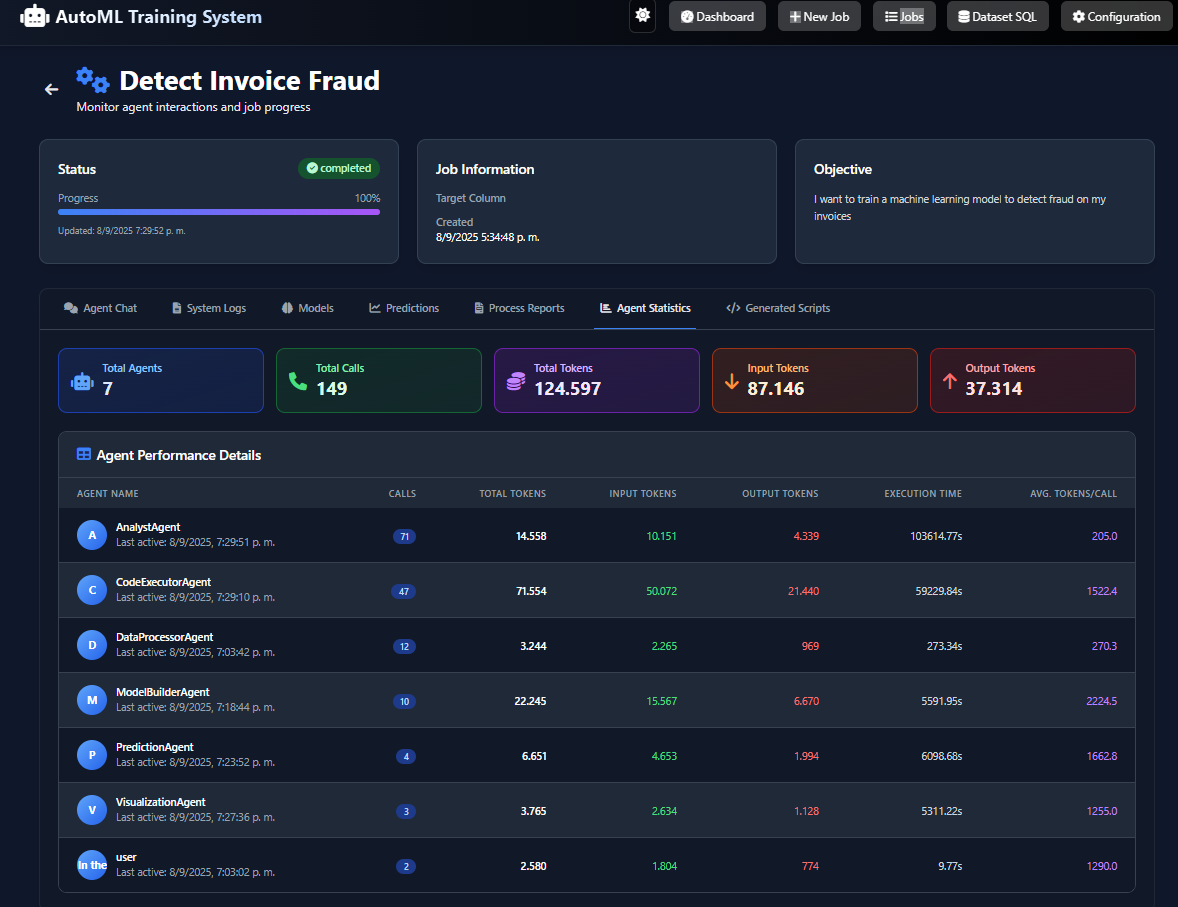 AutoML Training System
Dashboard
New Job
Jobs
Dataset SQL
Configuration
Detect Invoice Fraud
Monitor agent interactions and job progress
Status
completed
Progress
100%
Updated: 8/9/2025 7:29:52 p. m.
Job Information
Target Column
Created
8/9/2025 5:34:48 p. m.
Objective
I want to train a machine learning model to detect fraud on my
invoices
Agent Chat
System Logs
Models
Predictions
Process Reports
Agent Statistics
Generated Scripts
Total Agents
7
Total Calls
149
Total Tokens
124.597
Input Tokens
87.146
Output Tokens
37.314
Agent Performance Details
AGENT NAME CALLS TOTAL TOKENS INPUT TOKENS OUTPUT TOKENS EXECUTION TIME AVG. TOKENS/CALL
A AnalystAgent 71 14.558 10.151 4.339 103614.77s 205.0
Last active: 8/9/2025, 7:29:51 p. m.
C CodeExecutorAgent 47 71.554 50.072 21.440 59229.84s 1522.4
Last active: 8/9/2025, 7:29:10 p. m.
D DataProcessorAgent 12 3.244 2.265 969 273.34s 270.3
Last active: 8/9/2025, 7:03:42 p. m.
M ModelBuilderAgent 10 22.245 15.567 6.670 5591.95s 2224.5
Last active: 8/9/2025, 7:18:44 p. m.
P PredictionAgent 4 6.651 4.653 1.994 6098.68s 1662.8
Last active: 8/9/2025, 7:23:52 p. m.
V VisualizationAgent 3 3.765 2.634 1.128 5311.22s 1255.0
Last active: 8/9/2025, 7:27:36 p. m.
In the user 2 2.580 1.804 774 9.77s 1290.0
Last active: 8/9/2025, 7:03:02 p. m.